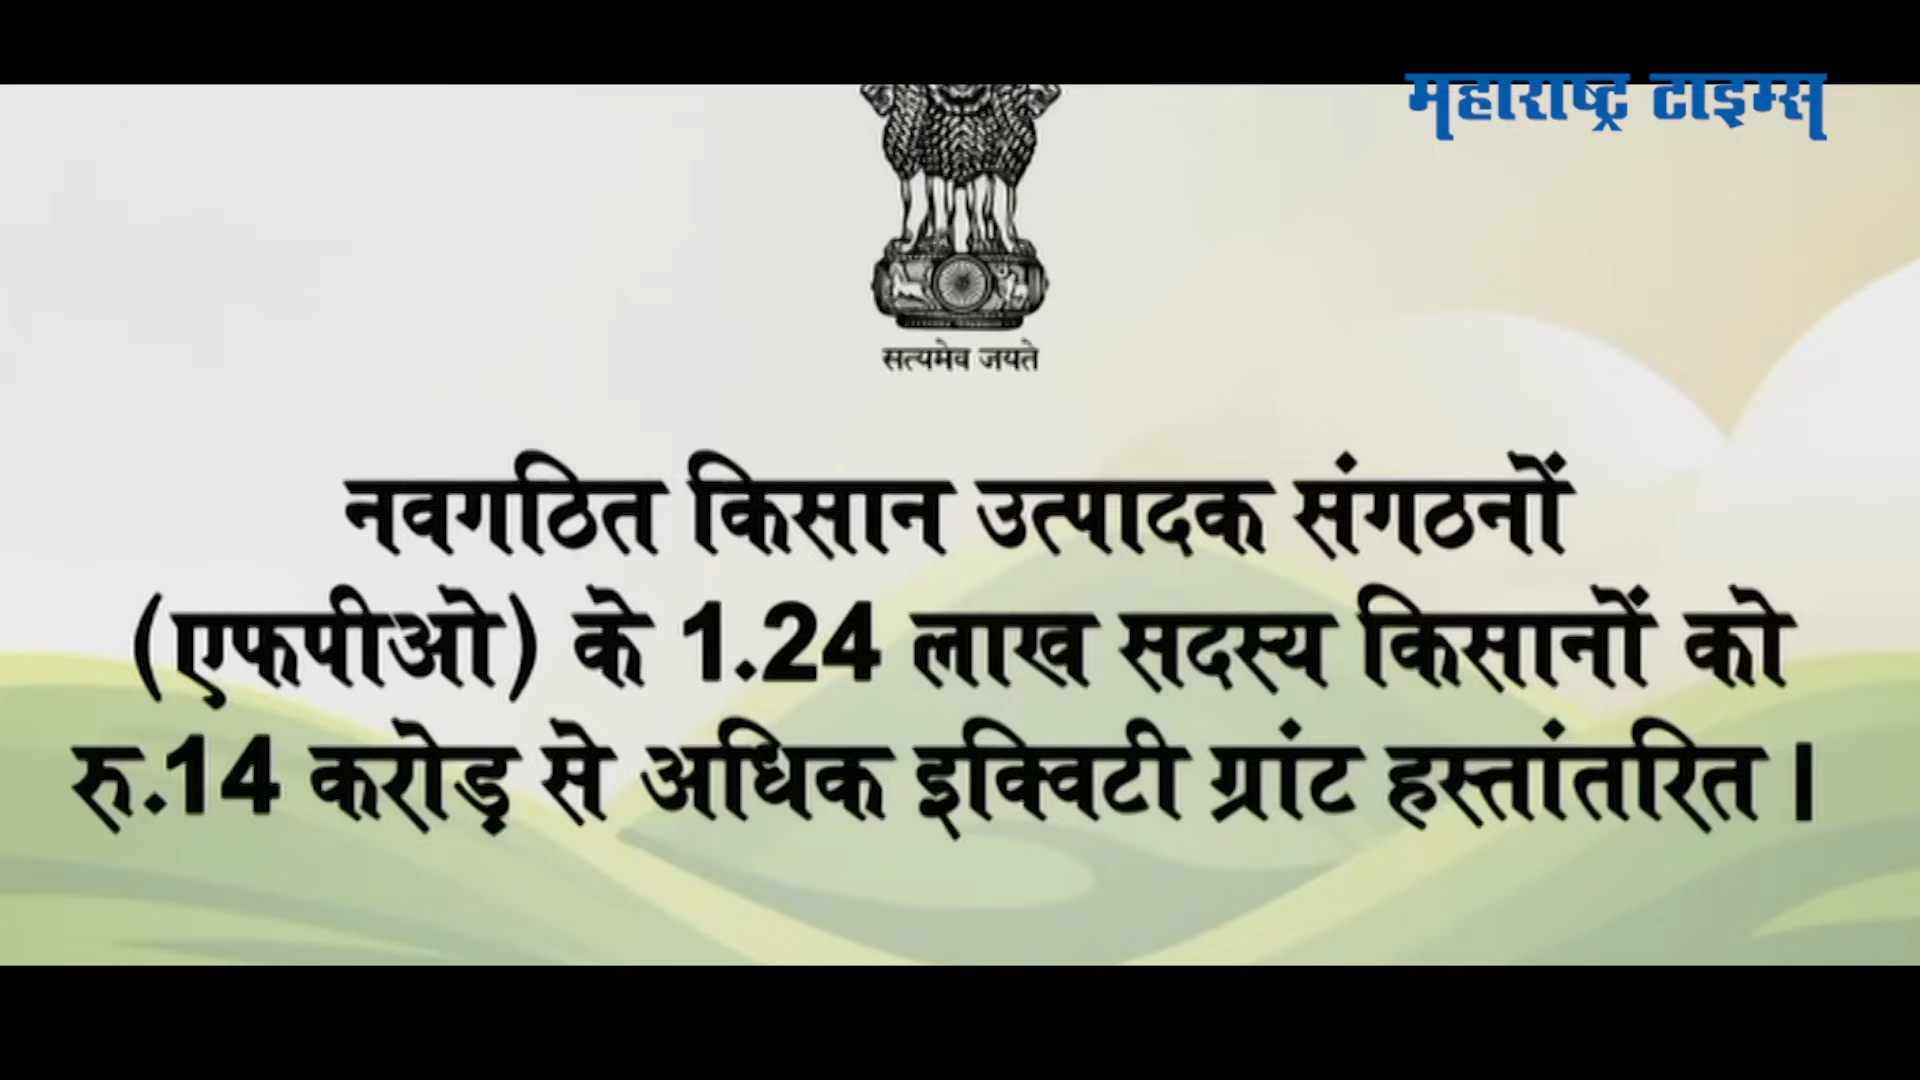 महाराष्ट्र टाइम्स
सत्यमेव जयते
नवगठित किसान उत्पादक संगठनों
(एफपीओ) के 1.24 लाख सदस्य किसानों को
रु.14 करोड़ से अधिक इक्विटी ग्रांट हस्तांतरित ।